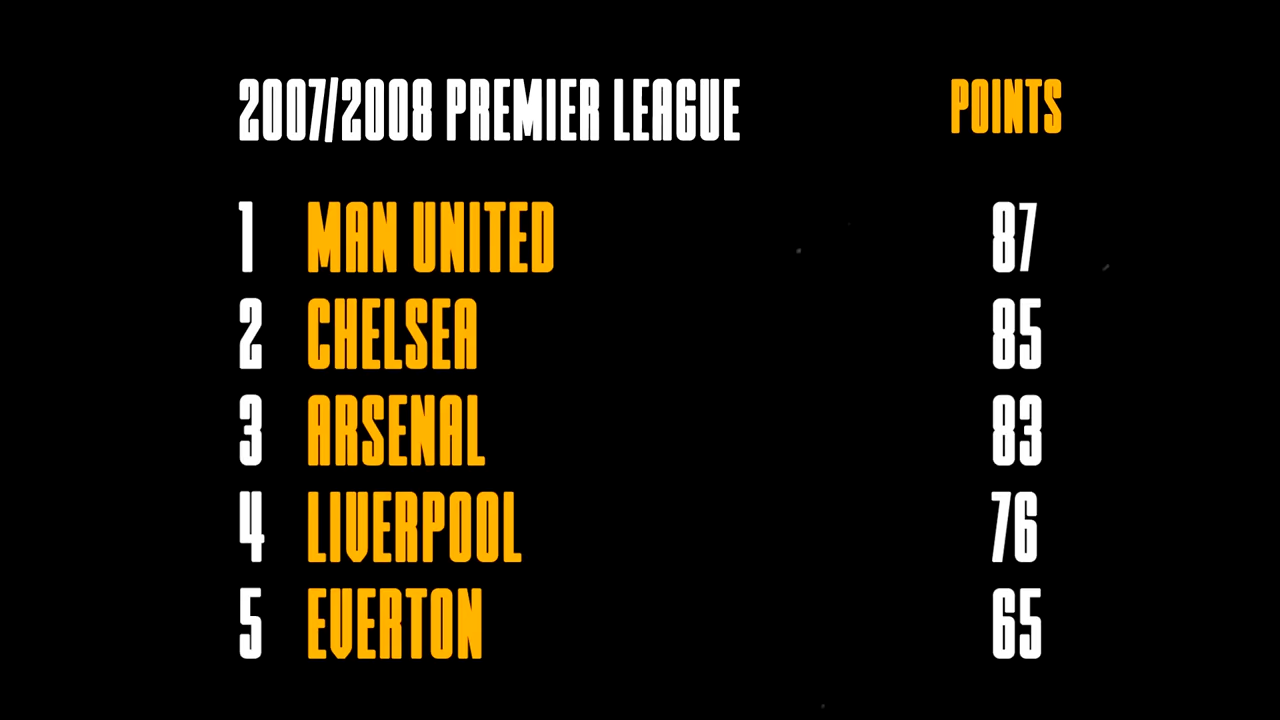 2007//2008 PREMIER LEAGUE POINTS
1 MAN UNITED 87
2 CHELSEA 85
3 ARSENAL 83
4 LIVERPOOL 76
5 EVERTON 65